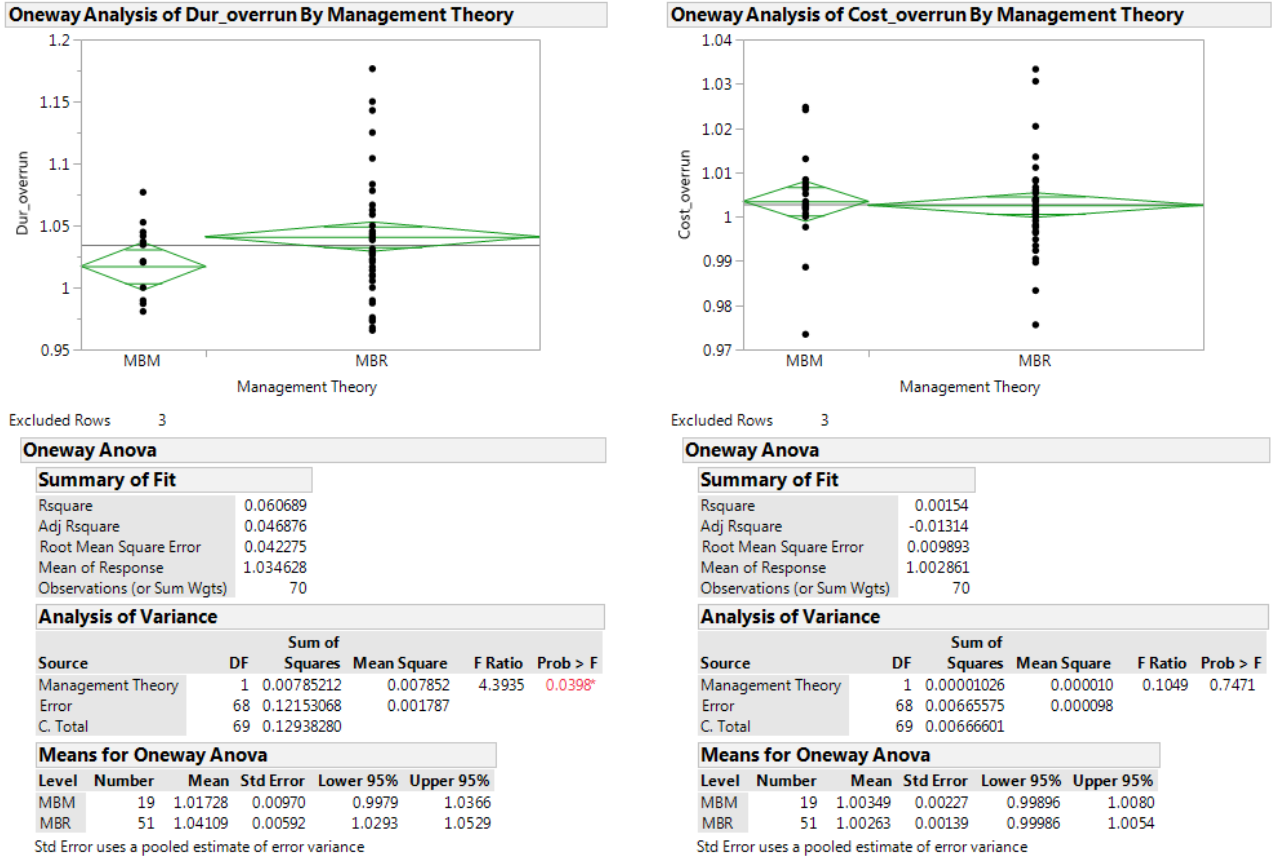 Oneway Analysis of Dur_overrun By Management Theory
1.2
1.15
1.1
1.05
1
0.95
Dur_overrun
MBM MBR
Management Theory
Excluded Rows 3
Oneway Anova
Summary of Fit
Rsquare 0.060689
Adj Rsquare 0.046876
Root Mean Square Error 0.042275
Mean of Response 1.034628
Observations (or Sum Wgts) 70
Analysis of Variance
Sum of
Source DF Squares Mean Square F Ratio Prob > F
Management Theory 1 0.00785212 0.007852 4.3935 0.0398*
Error 68 0.12153068 0.001787
C. Total 69 0.12938280
Means for Oneway Anova
Level Number Mean Std Error Lower 95% Upper 95%
MBM 19 1.01728 0.00970 0.9979 1.0366
MBR 51 1.04109 0.00592 1.0293 1.0529
Std Error uses a pooled estimate of error variance
Oneway Analysis of Cost_overrun By Management Theory
1.04
1.03
1.02
1.01
1
0.99
0.98
0.97
Cost_overrun
MBM MBR
Management Theory
Excluded Rows 3
Oneway Anova
Summary of Fit
Rsquare 0.00154
Adj Rsquare -0.01314
Root Mean Square Error 0.009893
Mean of Response 1.002861
Observations (or Sum Wgts) 70
Analysis of Variance
Sum of
Source DF Squares Mean Square F Ratio Prob > F
Management Theory 1 0.00001026 0.000010 0.1049 0.7471
Error 68 0.00665575 0.000098
C. Total 69 0.00666601
Means for Oneway Anova
Level Number Mean Std Error Lower 95% Upper 95%
MBM 19 1.00349 0.00227 0.99896 1.0080
MBR 51 1.00263 0.00139 0.99986 1.0054
Std Error uses a pooled estimate of error variance